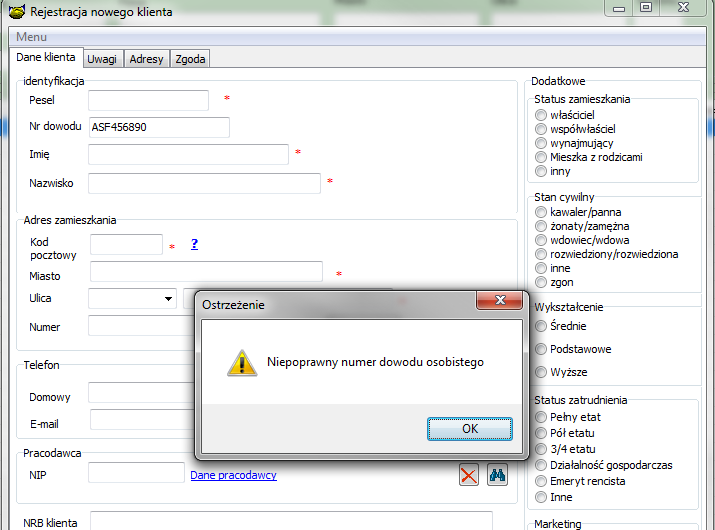 Rejestracja nowego klienta
Menu
Dane klienta Uwagi Adresy Zgoda
identyfikacja
Pesel *
Nr dowodu ASF456890
Imię *
Nazwisko *
Adres zamieszkania
Kod
pocztowy * ?
Miasto *
Ulica
Numer
Telefon
Domowy
E-mail
Pracodawca
NIP Dane pracodawcy
NRB klienta
Ostrzeżenie
Niepoprawny numer dowodu osobistego
OK
Dodatkowe
Status zamieszkania
właściciel
współwłaściel
wynajmujący
Mieszka z rodzicami
inny
Stan cywilny
kawaler/panna
żonaty/zamężna
wdowiec/wdowa
rozwiedziony/rozwiedziona
inne
zgon
Wykształcenie
Średnie
Podstawowe
Wyższe
Status zatrudnienia
Pełny etat
Pół etatu
3/4 etatu
Działalność gospodarczas
Emeryt rencista
Inne
Marketing